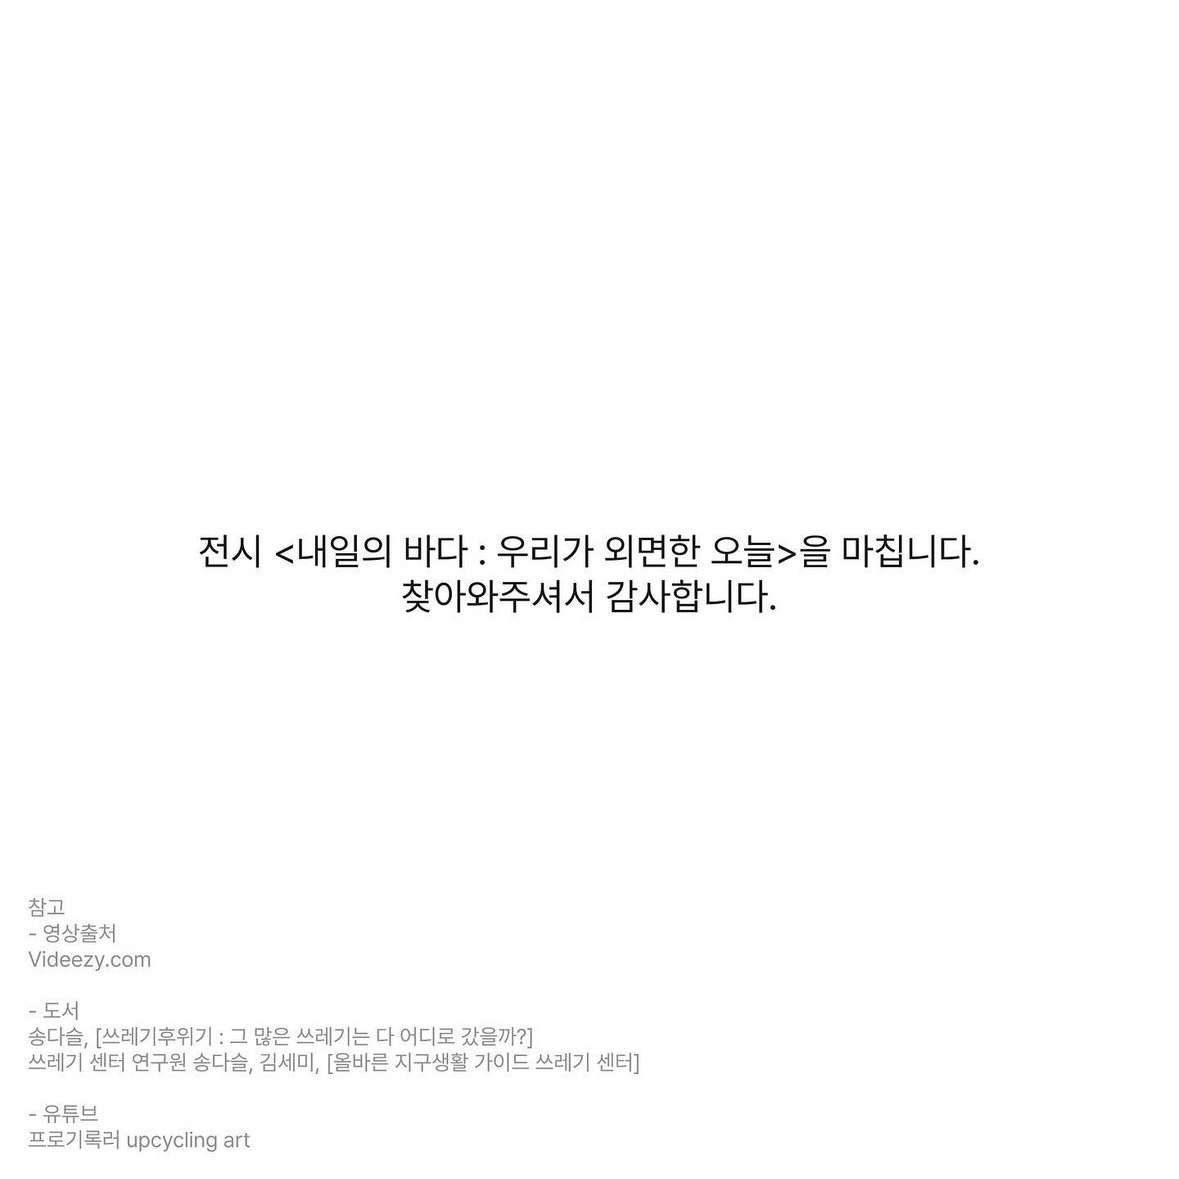 전시 <내일의 바다 : 우리가 외면한 오늘>을 마칩니다.
찾아와주셔서 감사합니다.
참고
- 영상출처
Videezy.com
- 도서
송다슬, [쓰레기후위기 : 그 많은 쓰레기는 다 어디로 갔을까?]
쓰레기 센터 연구원 송다슬, 김세미, [올바른 지구생활 가이드 쓰레기 센터]
- 유튜브
프로기록러 upcycling art